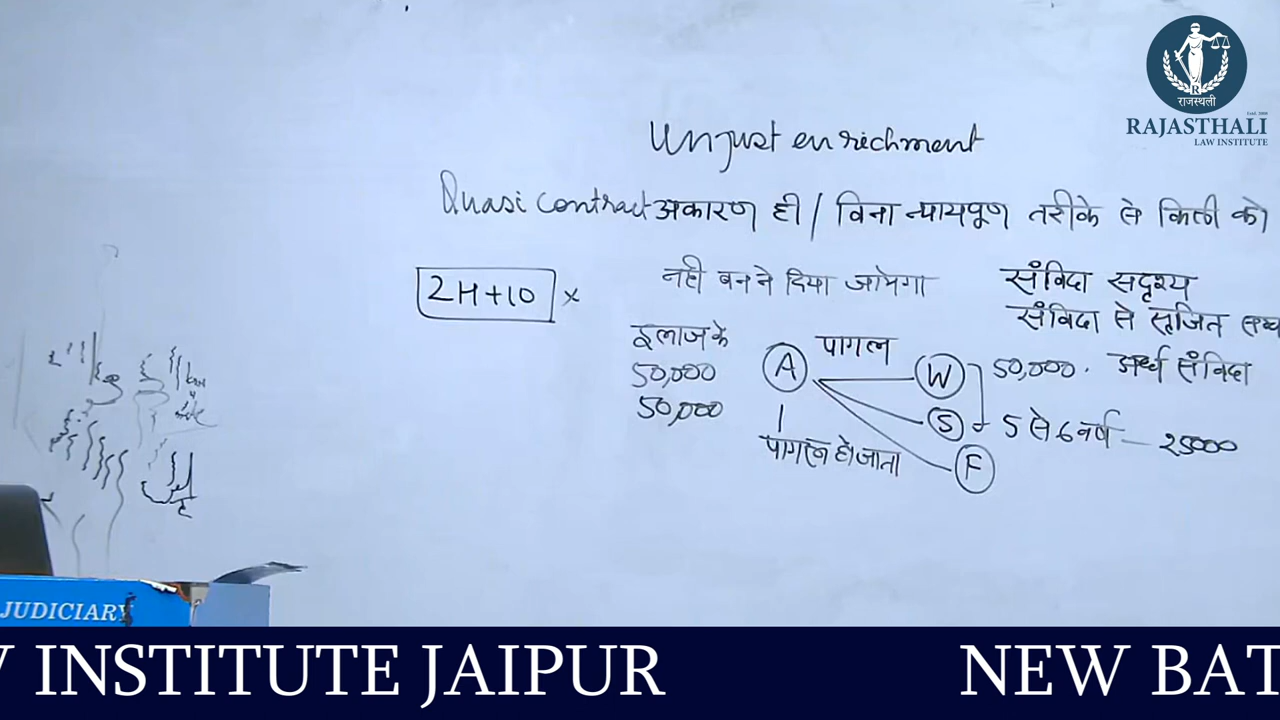 राजस्थली
RAJASTHALI
LAW INSTITUTE
Unjust enrichment
Quasi contract अकारण ही / विना न्यायपूण तरीके से किसी को
नही बनने दिया जायेगा
2H+10 x
संविदा सदृश्य
संविदा से सृजित
इलाज के
50,000
50,000
A पागल W 50,000. अर्ध संविदा
S 5 से 6 वर्ष — 25000
पागल हो जाता
F
JUDICIARY
INSTITUTE JAIPUR NEW BAT